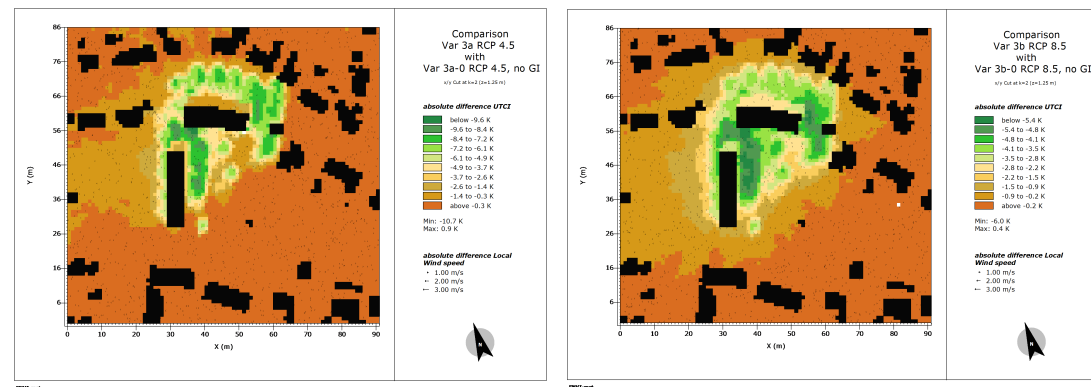 Comparison
Var 3a RCP 4.5
with
Var 3a-0 RCP 4.5, no GI
x/y Cut at k=2 (z=1.25 m)
absolute difference UTCI
below -9.6 K
-9.6 to -8.4 K
-8.4 to -7.2 K
-7.2 to -6.1 K
-6.1 to -4.9 K
-4.9 to -3.7 K
-3.7 to -2.6 K
-2.6 to -1.4 K
-1.4 to -0.3 K
above -0.3 K
Min: -10.7 K
Max: 0.9 K
absolute difference Local
Wind speed
1.00 m/s
2.00 m/s
3.00 m/s
N
86
76
66
56
46
36
26
16
6
Y (m)
0 10 20 30 40 50 60 70 80 90
X (m)
Comparison
Var 3b RCP 8.5
with
Var 3b-0 RCP 8.5, no GI
x/y Cut at k=2 (z=1.25 m)
absolute difference UTCI
below -5.4 K
-5.4 to -4.8 K
-4.8 to -4.1 K
-4.1 to -3.5 K
-3.5 to -2.8 K
-2.8 to -2.2 K
-2.2 to -1.5 K
-1.5 to -0.9 K
-0.9 to -0.2 K
above -0.2 K
Min: -6.0 K
Max: 0.4 K
absolute difference Local
Wind speed
1.00 m/s
2.00 m/s
3.00 m/s
N
86
76
66
56
46
36
26
16
6
Y (m)
0 10 20 30 40 50 60 70 80 90
X (m)